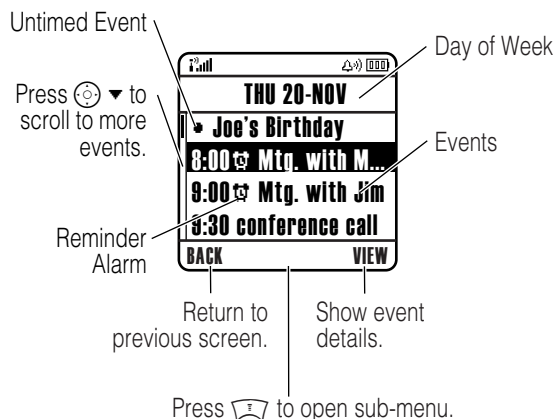 Untimed Event
Day of Week
Press ▼ to
scroll to more
events.
THU 20-NOV
Joe's Birthday
8:00 Mtg. with M...
Events
9:00 Mtg. with Jim
9:30 conference call
Reminder
Alarm
BACK VIEW
Return to
previous screen.
Show event
details.
Press to open sub-menu.